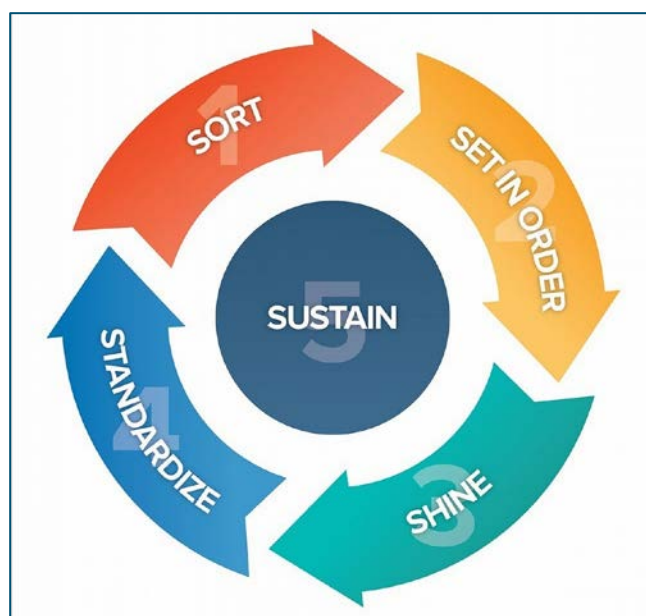 1
SORT
2
SET IN ORDER
3
SHINE
4
STANDARDIZE
5
SUSTAIN